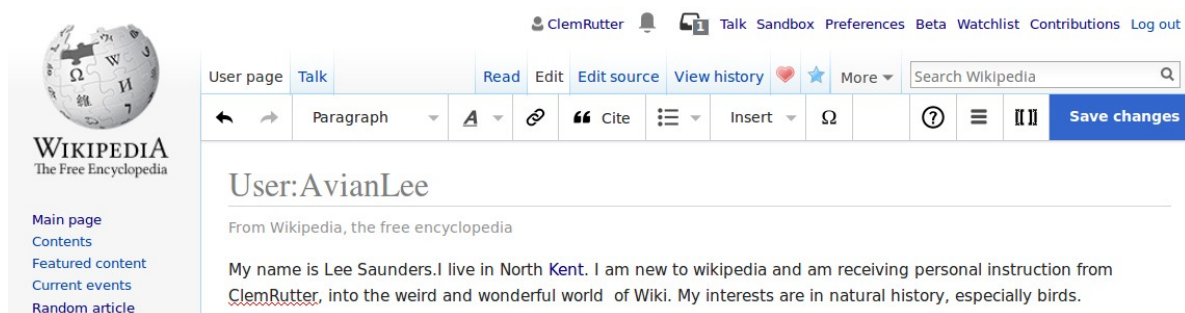 ClemRutter 1 Talk Sandbox Preferences Beta Watchlist Contributions Log out
User page Talk Read Edit Edit source View history More Search Wikipedia
Paragraph A Cite Insert Ω ? [[ ]] Save changes
Ω W И 維 7
WIKIPEDIA
The Free Encyclopedia
Main page
Contents
Featured content
Current events
Random article
User:AvianLee
From Wikipedia, the free encyclopedia
My name is Lee Saunders.I live in North Kent. I am new to wikipedia and am receiving personal instruction from
ClemRutter, into the weird and wonderful world  of Wiki. My interests are in natural history, especially birds.